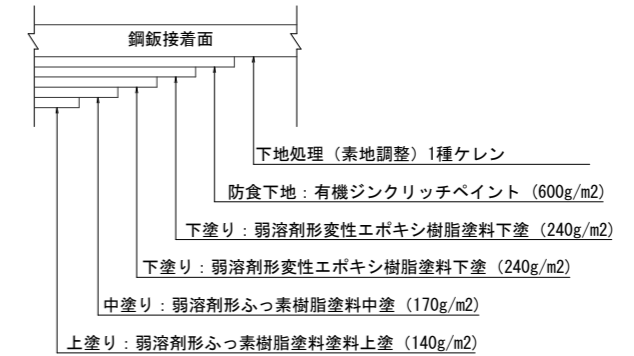 鋼鈑接着面
下地処理（素地調整）1種ケレン
防食下地：有機ジンクリッチペイント（600g/m2）
下塗り：弱溶剤形変性エポキシ樹脂塗料下塗（240g/m2）
下塗り：弱溶剤形変性エポキシ樹脂塗料下塗（240g/m2）
中塗り：弱溶剤形ふっ素樹脂塗料中塗（170g/m2）
上塗り：弱溶剤形ふっ素樹脂塗料塗料上塗（140g/m2）